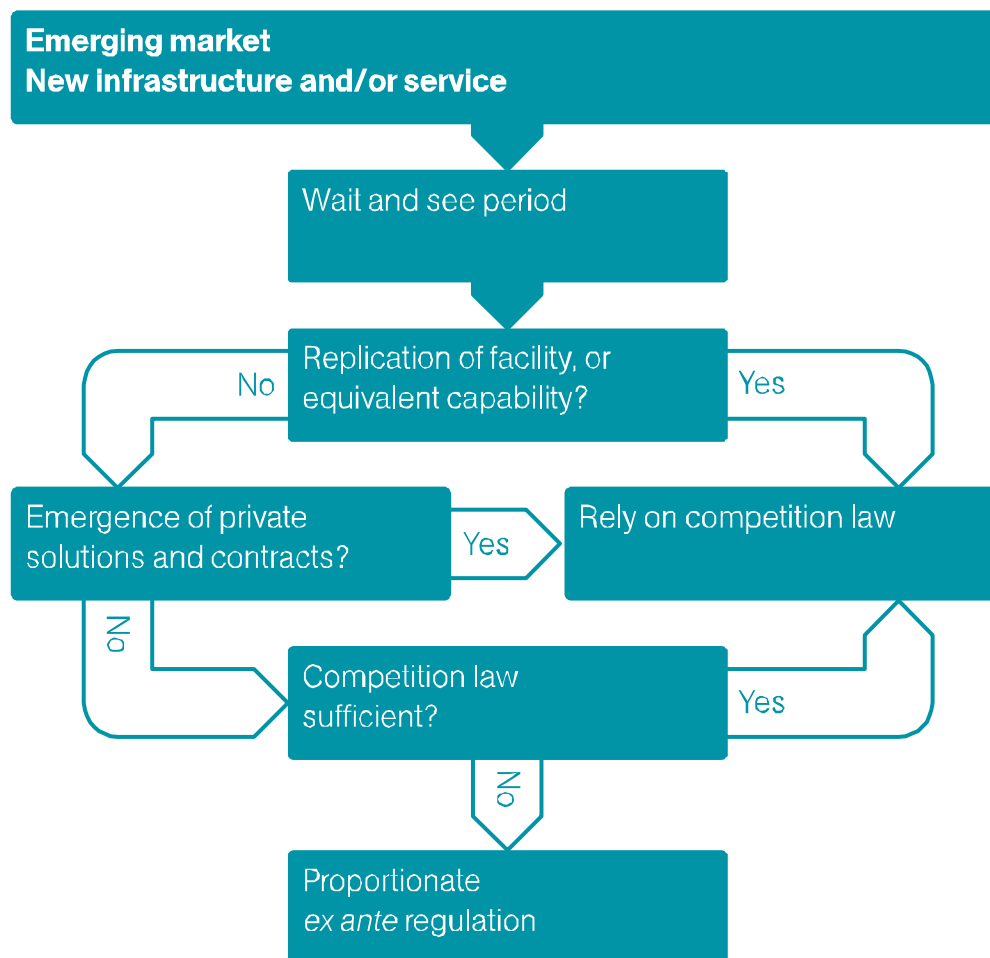 Emerging market
New infrastructure and/or service
Wait and see period
Replication of facility, or
equivalent capability?
No
Yes
Emergence of private
solutions and contracts?
Yes
Rely on competition law
No
Competition law
sufficient?
Yes
No
Proportionate
ex ante regulation